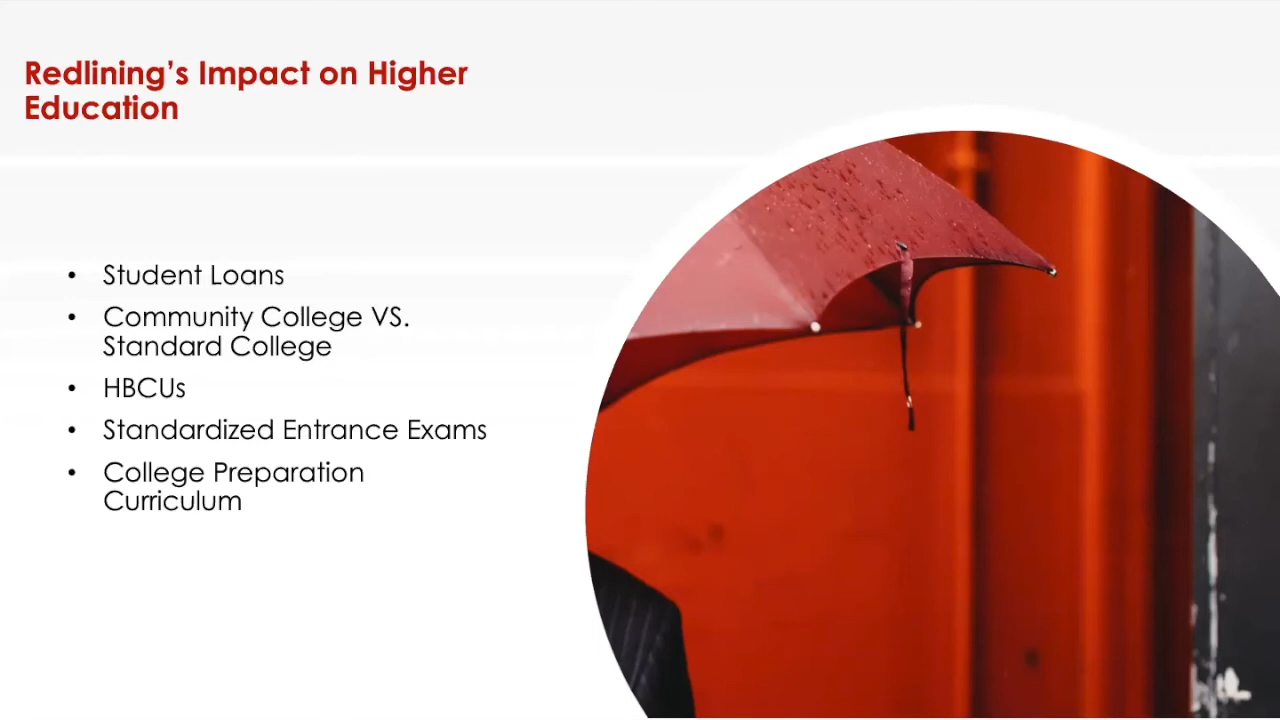 Redlining’s Impact on Higher
Education
• Student Loans
• Community College VS.
Standard College
• HBCUs
• Standardized Entrance Exams
• College Preparation
Curriculum